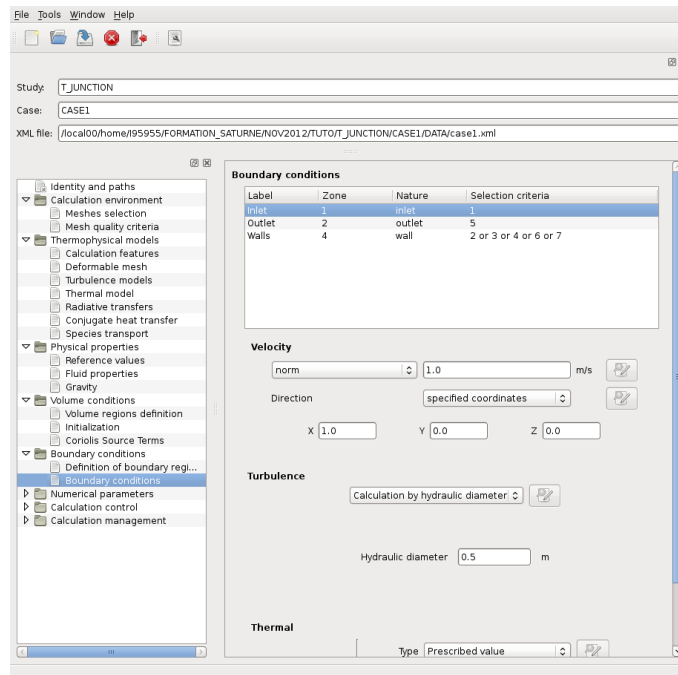 File Tools Window Help
Study: T_JUNCTION
Case: CASE1
XML file: /local00/home/I95955/FORMATION_SATURNE/NOV2012/TUTO/T_JUNCTION/CASE1/DATA/case1.xml
Identity and paths
Calculation environment
Meshes selection
Mesh quality criteria
Thermophysical models
Calculation features
Deformable mesh
Turbulence models
Thermal model
Radiative transfers
Conjugate heat transfer
Species transport
Physical properties
Reference values
Fluid properties
Gravity
Volume conditions
Volume regions definition
Initialization
Coriolis Source Terms
Boundary conditions
Definition of boundary regi...
Boundary conditions
Numerical parameters
Calculation control
Calculation management
Boundary conditions
Label Zone Nature Selection criteria
Inlet 1 inlet 1
Outlet 2 outlet 5
Walls 4 wall 2 or 3 or 4 or 6 or 7
Velocity
norm 1.0 m/s
Direction specified coordinates
X 1.0 Y 0.0 Z 0.0
Turbulence
Calculation by hydraulic diameter
Hydraulic diameter 0.5 m
Thermal
Type Prescribed value